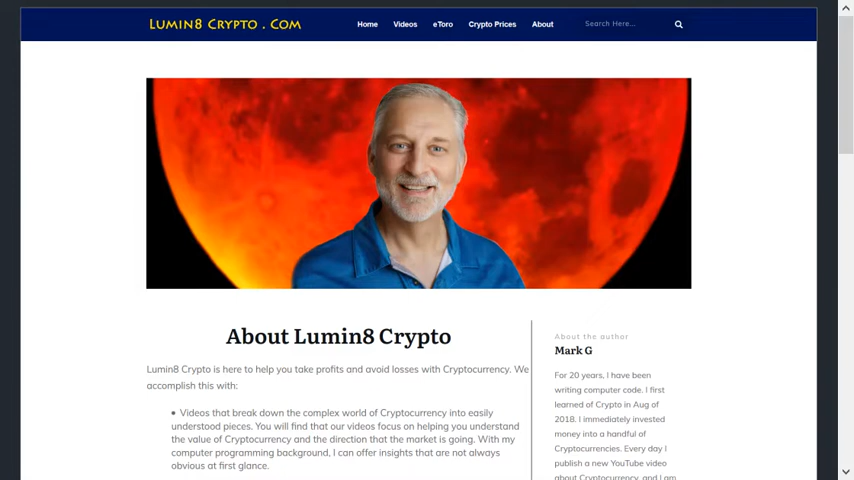 Lumin8 Crypto . Com
Home Videos eToro Crypto Prices About Search Here...
About Lumin8 Crypto
Lumin8 Crypto is here to help you take profits and avoid losses with Cryptocurrency. We
accomplish this with:
• Videos that break down the complex world of Cryptocurrency into easily
understood pieces. You will find that our videos focus on helping you understand
the value of Cryptocurrency and the direction that the market is going. With my
computer programming background, I can offer insights that are not always
obvious at first glance.
About the author
Mark G
For 20 years, I have been
writing computer code. I first
learned of Crypto in Aug of
2018. I immediately invested
money into a handful of
Cryptocurrencies. Every day I
publish a new YouTube video
about Cryptocurrency, and I am